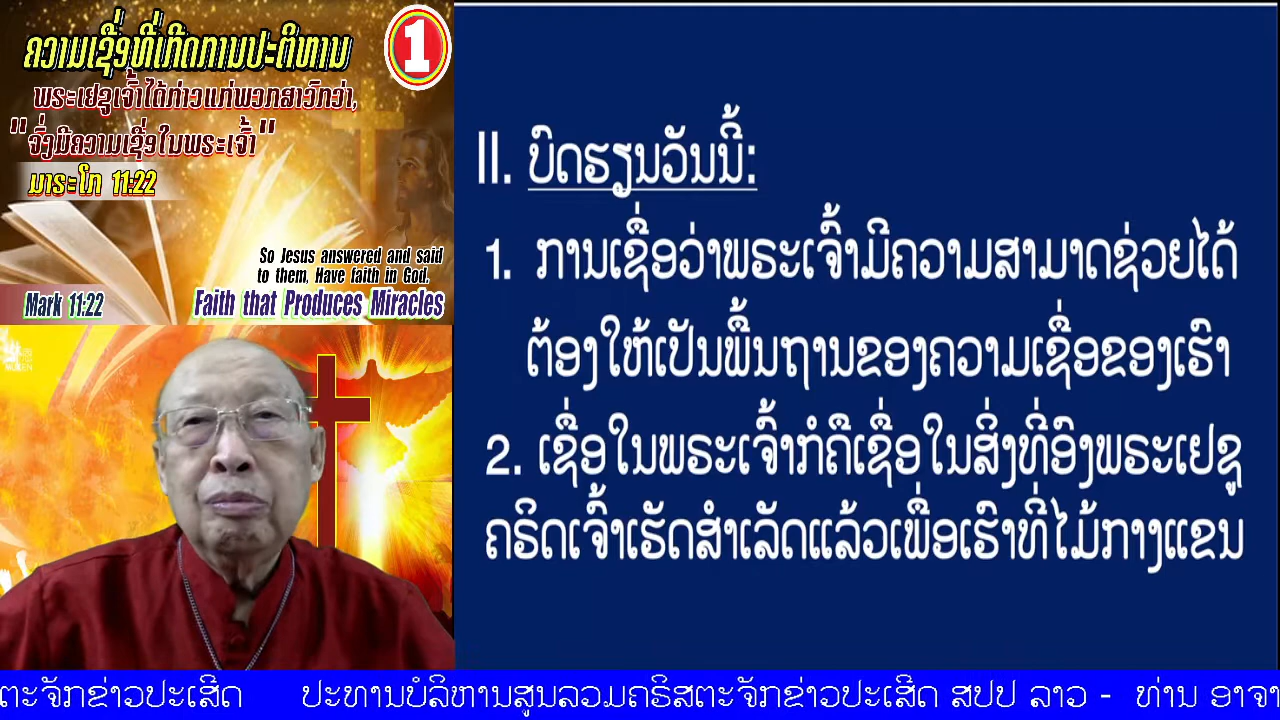 ຄວາມເຊື່ອທີ່ເກີດການປະຕິຫານ
1
ພຣະເຢຊູເຈົ້າໄດ້ກ່າວແກ່ພວກສາວົກວ່າ,
"ຈົ່ງມີຄວາມເຊື່ອໃນພຣະເຈົ້າ"
ມາຣະໂກ 11:22
So Jesus answered and said
to them, Have faith in God.
Mark 11:22
Faith that Produces Miracles
II. ບົດຮຽນວັນນີ້:
1. ການເຊື່ອວ່າພຣະເຈົ້າມີຄວາມສາມາດຊ່ວຍໄດ້
ຕ້ອງໃຫ້ເປັນພື້ນຖານຂອງຄວາມເຊື່ອຂອງເຮົາ
2. ເຊື່ອໃນພຣະເຈົ້າກໍຄືເຊື່ອໃນສິ່ງທີ່ອົງພຣະເຢຊູ
ຄຣິດເຈົ້າເຮັດສຳເລັດແລ້ວເພື່ອເຮົາທີ່ໄມ້ກາງແຂນ
ຕະຈັກຂ່າວປະເສີດ ປະທານບໍລິຫານສູນລວມຄຣິສຕະຈັກຂ່າວປະເສີດ ສປປ ລາວ - ທ່ານ ອາຈາ